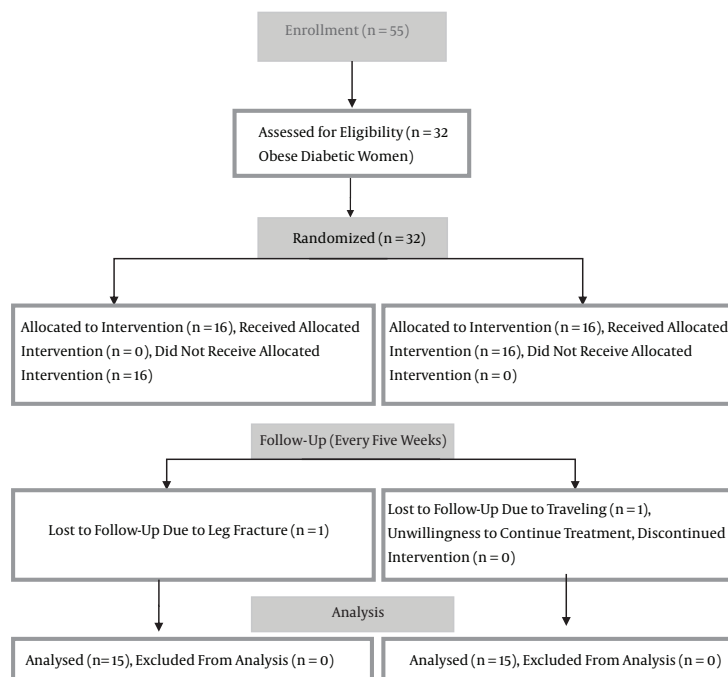 Enrollment (n = 55)
Assessed for Eligibility (n = 32
Obese Diabetic Women)
Randomized (n = 32)
Allocated to Intervention (n = 16), Received Allocated
Intervention (n = 0), Did Not Receive Allocated
Intervention (n = 16)
Allocated to Intervention (n = 16), Received Allocated
Intervention (n = 16), Did Not Receive Allocated
Intervention (n = 0)
Follow-Up (Every Five Weeks)
Lost to Follow-Up Due to Leg Fracture (n = 1)
Lost to Follow-Up Due to Traveling (n = 1),
Unwillingness to Continue Treatment, Discontinued
Intervention (n = 0)
Analysis
Analysed (n= 15), Excluded From Analysis (n = 0)
Analysed (n = 15), Excluded From Analysis (n = 0)